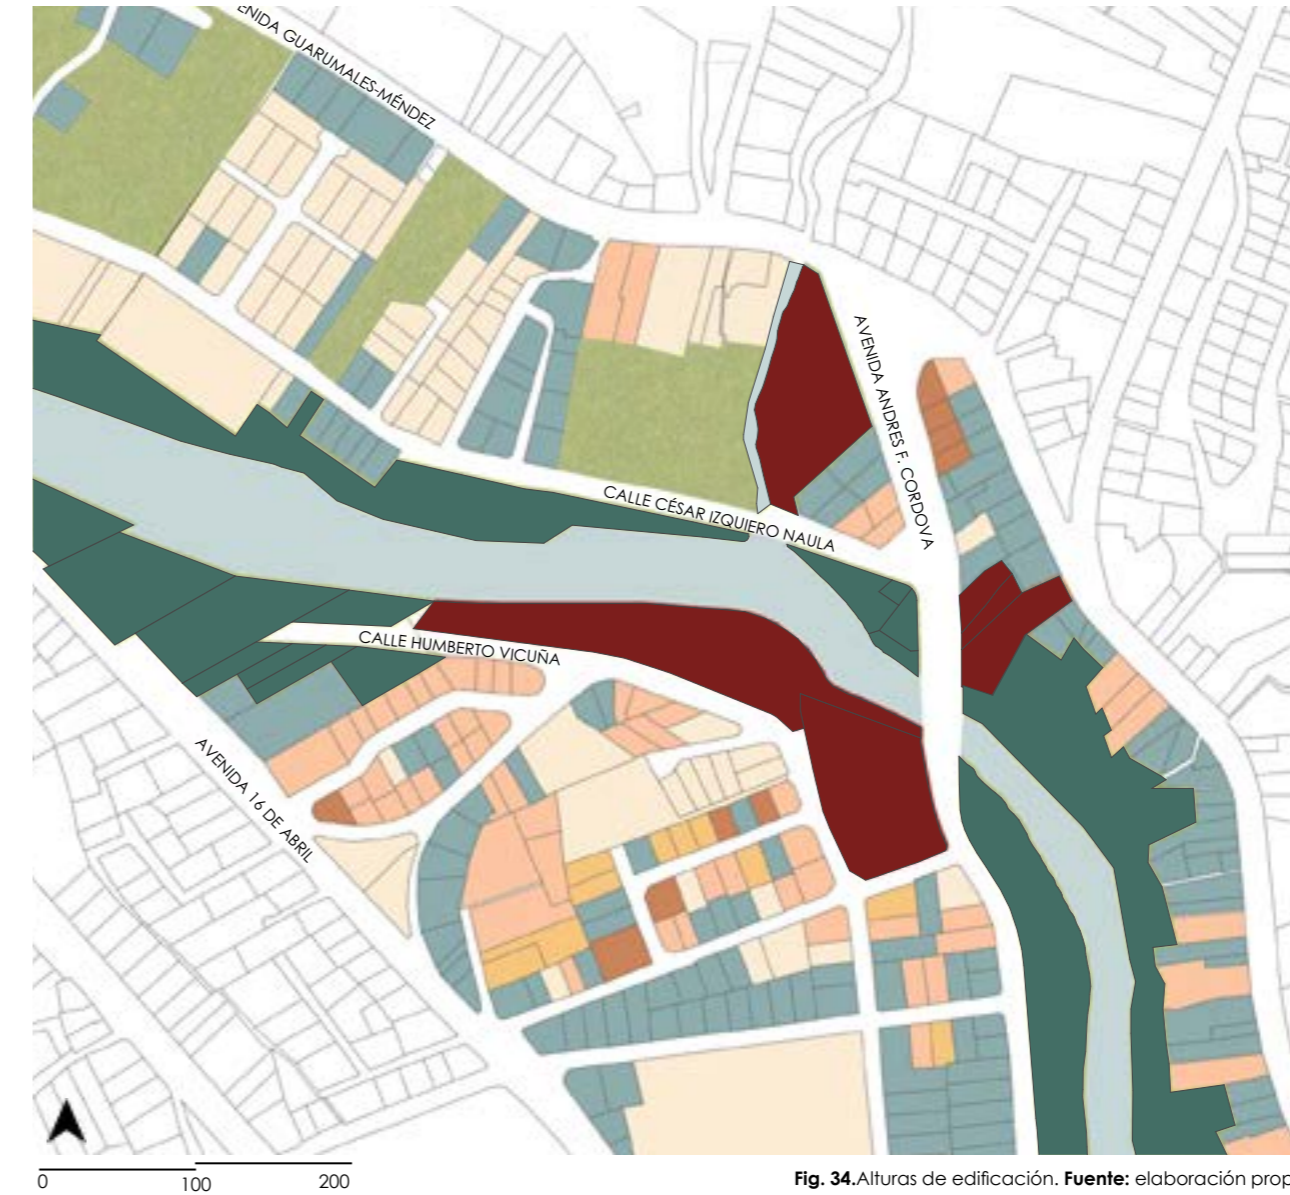 ENIDA GUARUMALES-MÉNDEZ
AVENIDA ANDRES F. CORDOVA
CALLE CÉSAR IZQUIERO NAULA
CALLE HUMBERTO VICUÑA
AVENIDA 16 DE ABRIL
0 100 200
Fig. 34.Alturas de edificación. Fuente: elaboración prop